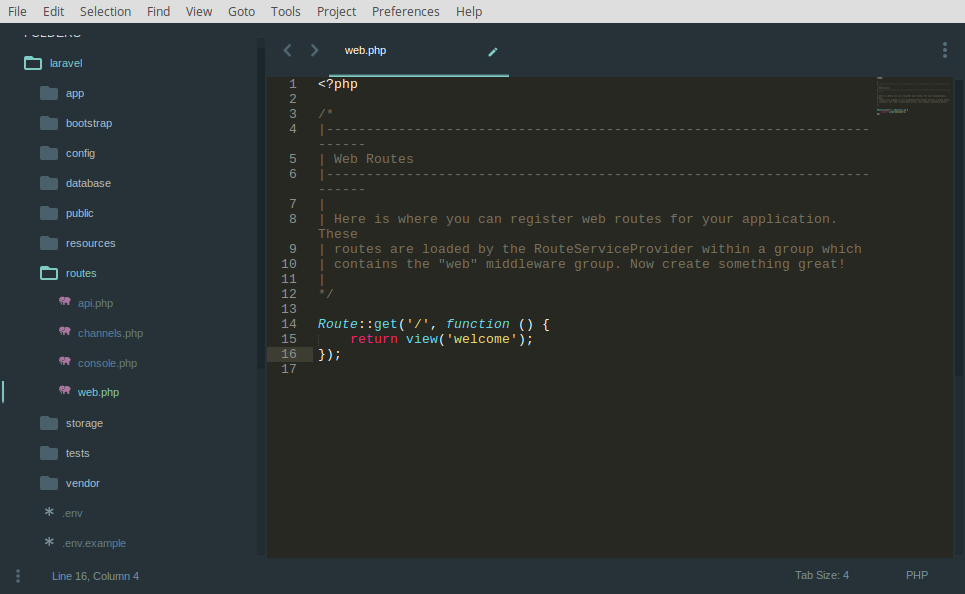 File Edit Selection Find View Goto Tools Project Preferences Help
FOLDERS
laravel
app
bootstrap
config
database
public
resources
routes
api.php
channels.php
console.php
web.php
storage
tests
vendor
.env
.env.example
web.php
1 <?php
2
3 /*
4 |--------------------------------------------------------------------
------
5 | Web Routes
6 |--------------------------------------------------------------------
------
7 |
8 | Here is where you can register web routes for your application.
These
9 | routes are loaded by the RouteServiceProvider within a group which
10 | contains the "web" middleware group. Now create something great!
11 |
12 */
13
14 Route::get('/', function () {
15     return view('welcome');
16 });
17
Line 16, Column 4
Tab Size: 4 PHP